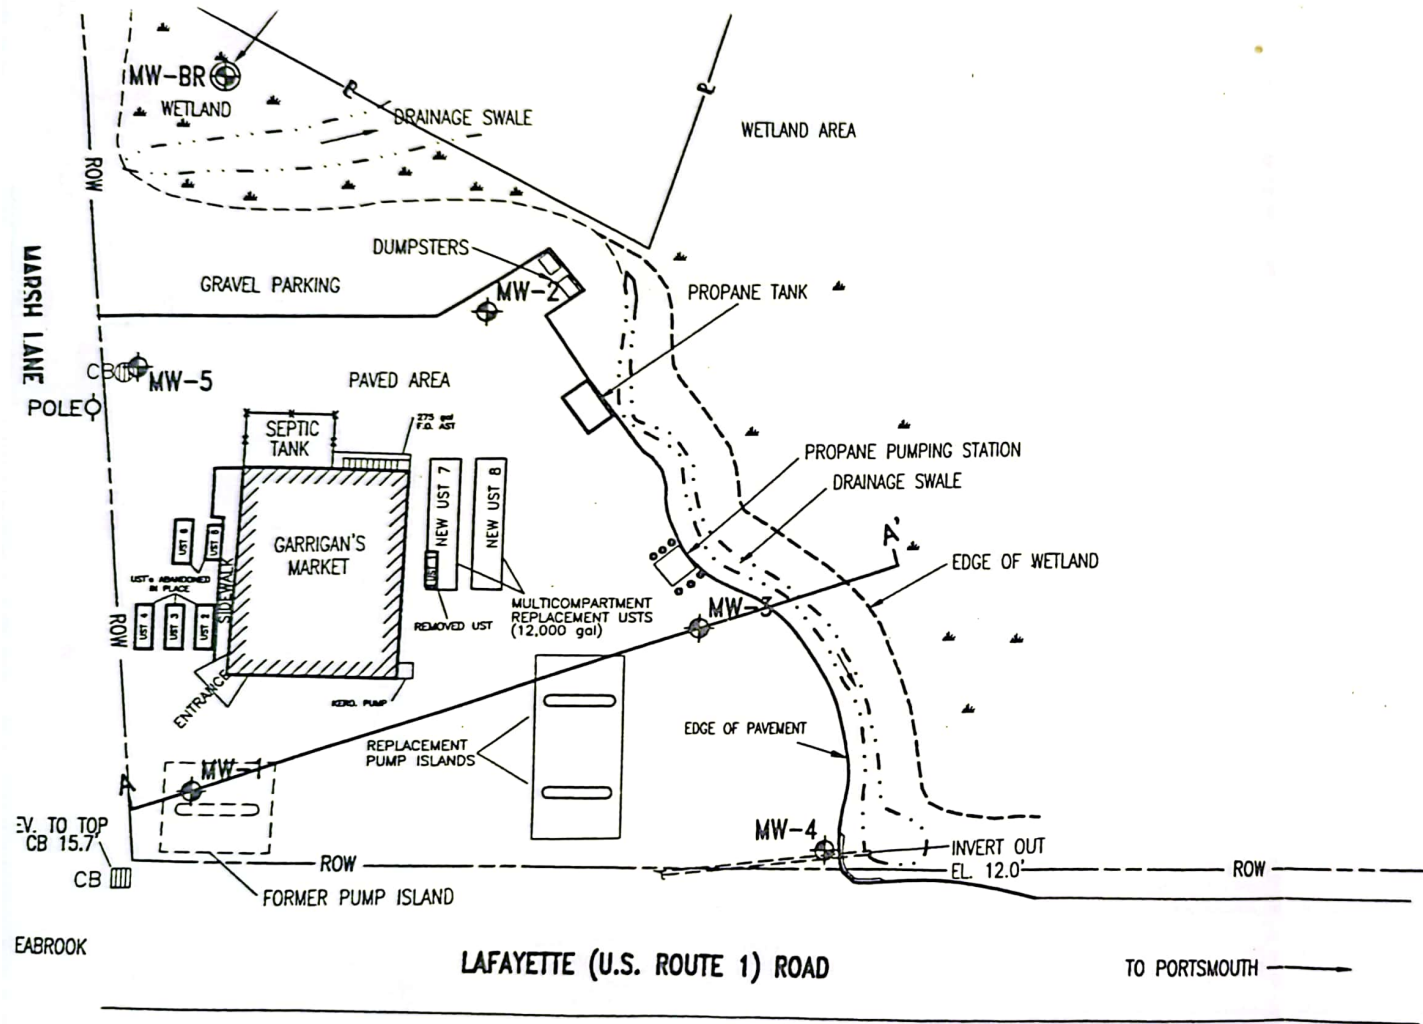 MW-BR
WETLAND
DRAINAGE SWALE
WETLAND AREA
P
P
ROW
DUMPSTERS
GRAVEL PARKING
MW-2
PROPANE TANK
MARSH LANE
CB
MW-5
PAVED AREA
POLE
275 gal
F.O. AST
SEPTIC
TANK
PROPANE PUMPING STATION
DRAINAGE SWALE
NEW UST 7
NEW UST 8
A'
UST 6
UST 5
GARRIGAN'S
MARKET
EDGE OF WETLAND
UST's ABANDONED
IN PLACE
SIDEWALK
UST 1
MULTICOMPARTMENT
REPLACEMENT USTS
(12,000 gal)
MW-3
ROW
UST 4
UST 3
UST 2
REMOVED UST
ENTRANCE
KERO. PUMP
REPLACEMENT
PUMP ISLANDS
EDGE OF PAVEMENT
A
MW-1
EV. TO TOP
CB 15.7'
MW-4
INVERT OUT
EL. 12.0'
CB
ROW
ROW
FORMER PUMP ISLAND
EABROOK
LAFAYETTE (U.S. ROUTE 1) ROAD
TO PORTSMOUTH